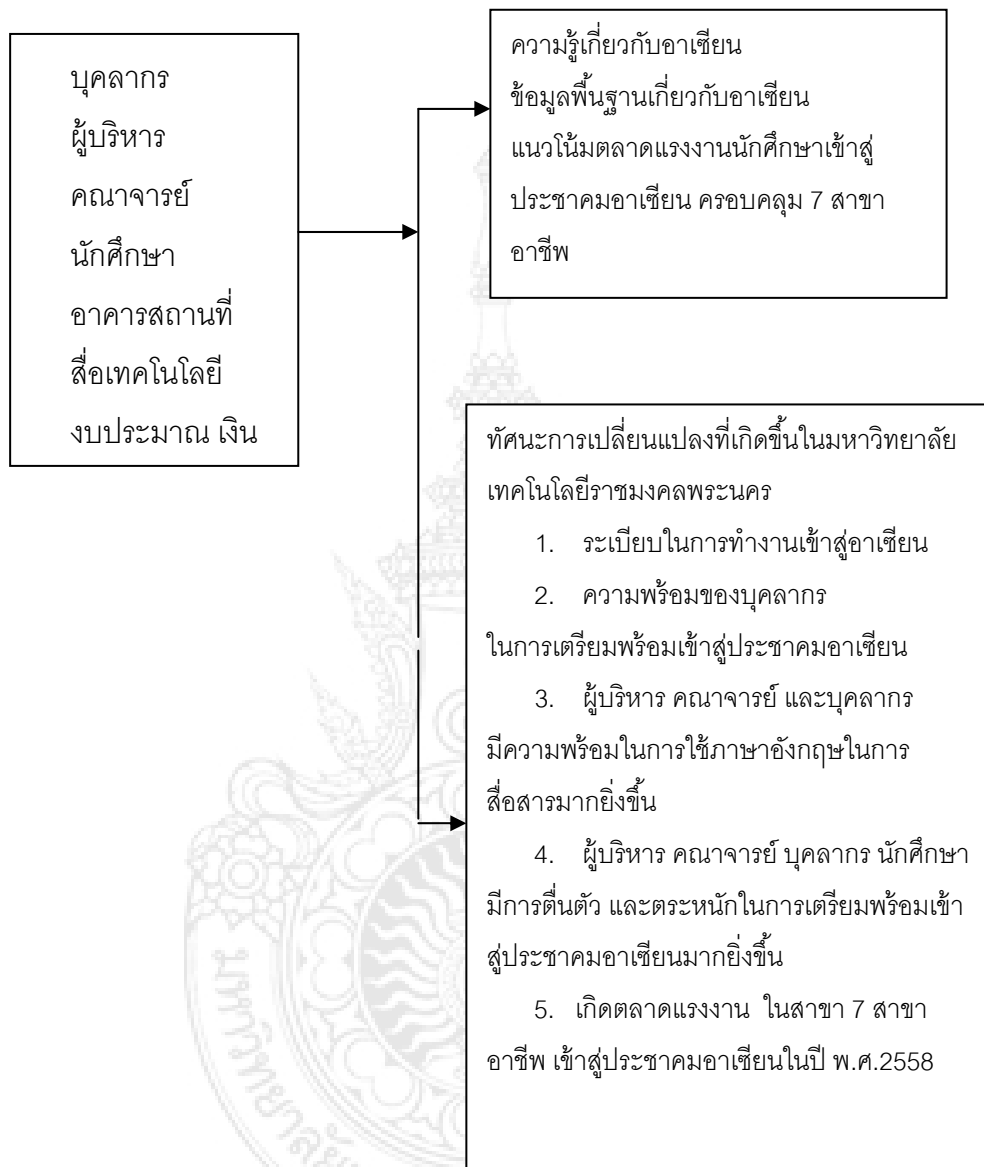 บุคลากร
ผู้บริหาร
คณาจารย์
นักศึกษา
อาคารสถานที่
สื่อเทคโนโลยี
งบประมาณ เงิน
ความรู้เกี่ยวกับอาเซียน
ข้อมูลพื้นฐานเกี่ยวกับอาเซียน
แนวโน้มตลาดแรงงานนักศึกษาเข้าสู่
ประชาคมอาเซียน ครอบคลุม 7 สาขา
อาชีพ
ทัศนะการเปลี่ยนแปลงที่เกิดขึ้นในมหาวิทยาลัย
เทคโนโลยีราชมงคลพระนคร
1. ระเบียบในการทำงานเข้าสู่อาเซียน
2. ความพร้อมของบุคลากร
ในการเตรียมพร้อมเข้าสู่ประชาคมอาเซียน
3. ผู้บริหาร คณาจารย์ และบุคลากร
มีความพร้อมในการใช้ภาษาอังกฤษในการ
สื่อสารมากยิ่งขึ้น
4. ผู้บริหาร คณาจารย์ บุคลากร นักศึกษา
มีการตื่นตัว และตระหนักในการเตรียมพร้อมเข้า
สู่ประชาคมอาเซียนมากยิ่งขึ้น
5. เกิดตลาดแรงงาน ในสาขา 7 สาขา
อาชีพ เข้าสู่ประชาคมอาเซียนในปี พ.ศ.2558
มหาวิทยาลัย